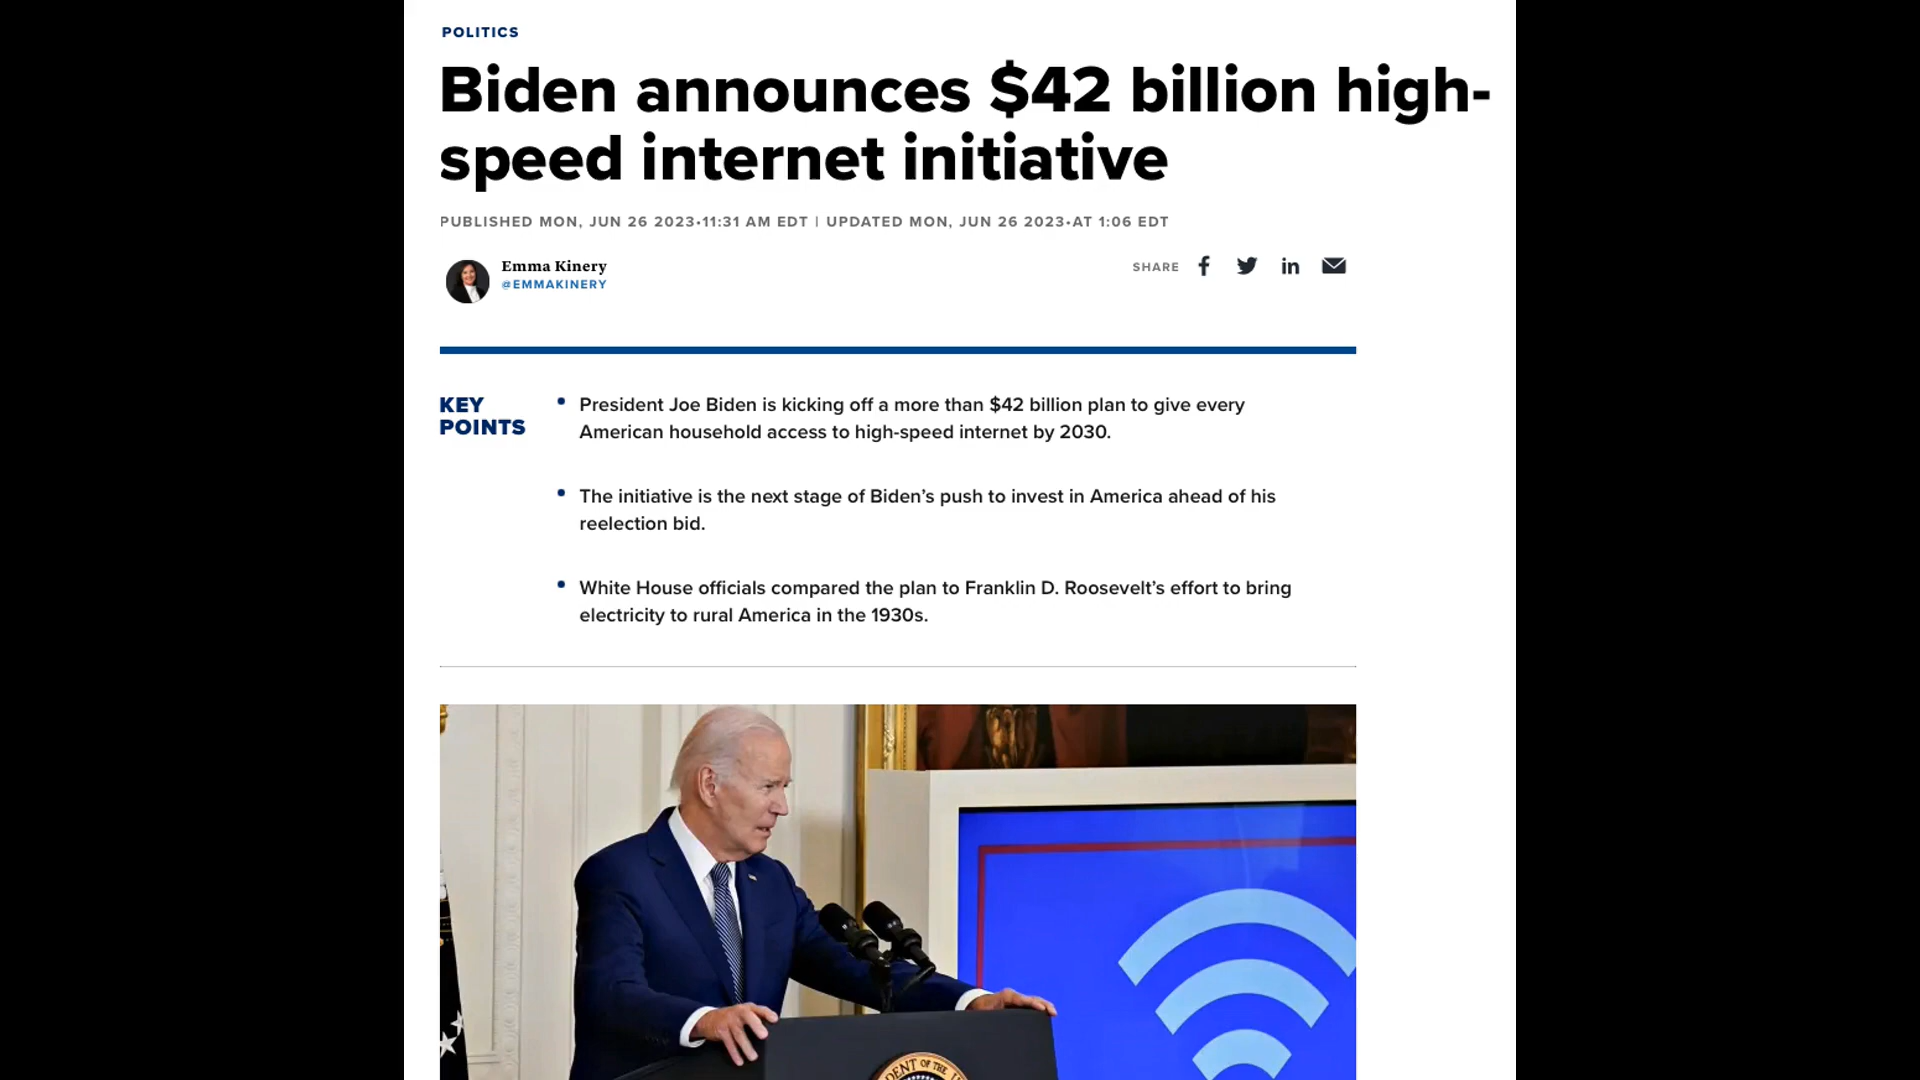 POLITICS
Biden announces $42 billion high-
speed internet initiative
PUBLISHED MON, JUN 26 2023•11:31 AM EDT | UPDATED MON, JUN 26 2023•AT 1:06 EDT
Emma Kinery
@EMMAKINERY
SHARE
KEY
POINTS
• President Joe Biden is kicking off a more than $42 billion plan to give every
American household access to high-speed internet by 2030.
• The initiative is the next stage of Biden’s push to invest in America ahead of his
reelection bid.
• White House officials compared the plan to Franklin D. Roosevelt’s effort to bring
electricity to rural America in the 1930s.
DENT OF THE